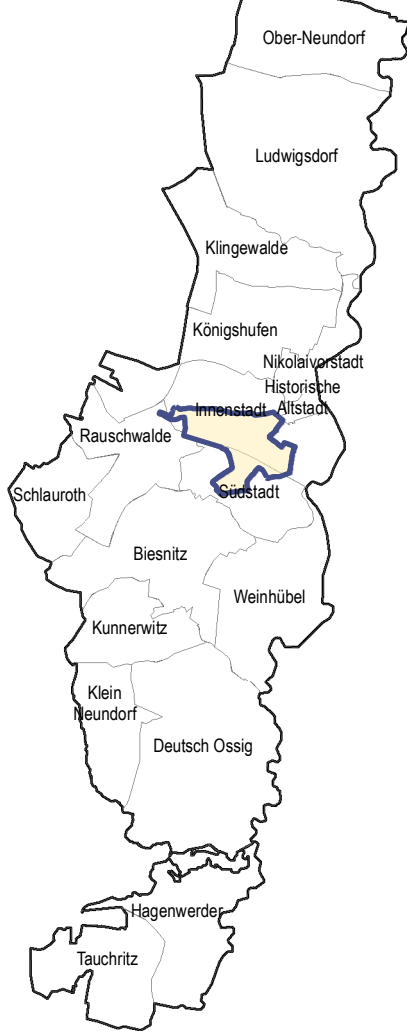 Ober-Neundorf
Ludwigsdorf
Klingewalde
Königshufen
Nikolaivorstadt
Historische
Altstadt
Innenstadt
Rauschwalde
Schlauroth
Südstadt
Biesnitz
Weinhübel
Kunnerwitz
Klein
Neundorf
Deutsch Ossig
Hagenwerder
Tauchritz